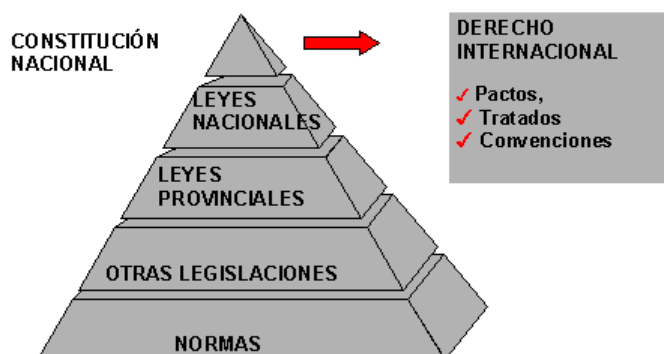 CONSTITUCIÓN
NACIONAL
DERECHO
INTERNACIONAL
✓ Pactos,
✓ Tratados
✓ Convenciones
LEYES
NACIONALES
LEYES
PROVINCIALES
OTRAS LEGISLACIONES
NORMAS